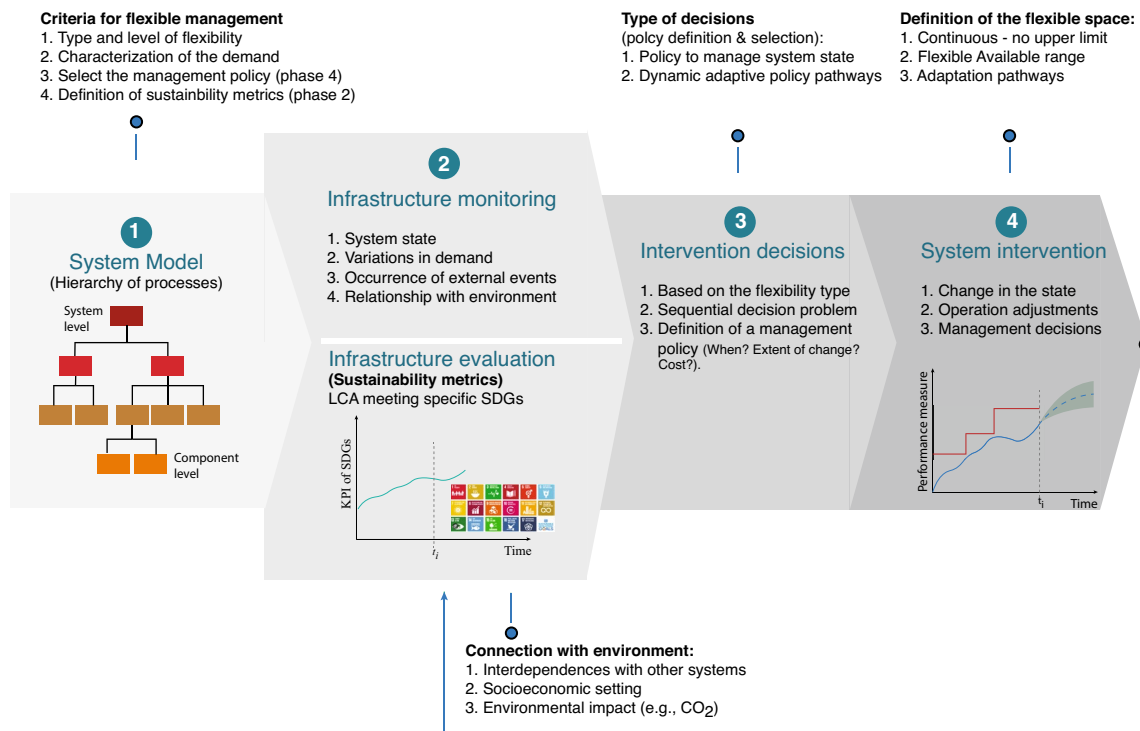 Criteria for flexible management
1. Type and level of flexibility
2. Characterization of the demand
3. Select the management policy (phase 4)
4. Definition of sustainbility metrics (phase 2)
Type of decisions
(polcy definition & selection):
1. Policy to manage system state
2. Dynamic adaptive policy pathways
Definition of the flexible space:
1. Continuous - no upper limit
2. Flexible Available range
3. Adaptation pathways
1
System Model
(Hierarchy of processes)
System
level
Component
level
2
Infrastructure monitoring
1. System state
2. Variations in demand
3. Occurrence of external events
4. Relationship with environment
Infrastructure evaluation
(Sustainability metrics)
LCA meeting specific SDGs
KPI of SDGs
t_i
Time
3
Intervention decisions
1. Based on the flexibility type
2. Sequential decision problem
3. Definition of a management
policy (When? Extent of change?
Cost?).
4
System intervention
1. Change in the state
2. Operation adjustments
3. Management decisions
Performance measure
t_i
Time
Connection with environment:
1. Interdependences with other systems
2. Socioeconomic setting
3. Environmental impact (e.g., CO₂)